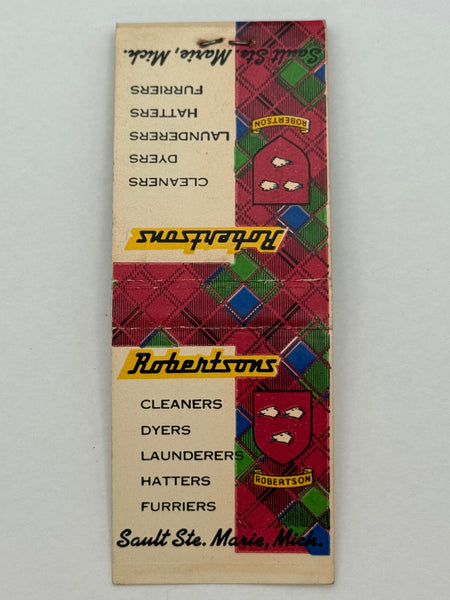 Sault Ste. Marie, Mich.
FURRIERS
HATTERS
LAUNDERERS
DYERS
CLEANERS
ROBERTSON
Robertsons
Robertsons
CLEANERS
DYERS
LAUNDERERS
HATTERS
FURRIERS
ROBERTSON
Sault Ste. Marie, Mich.